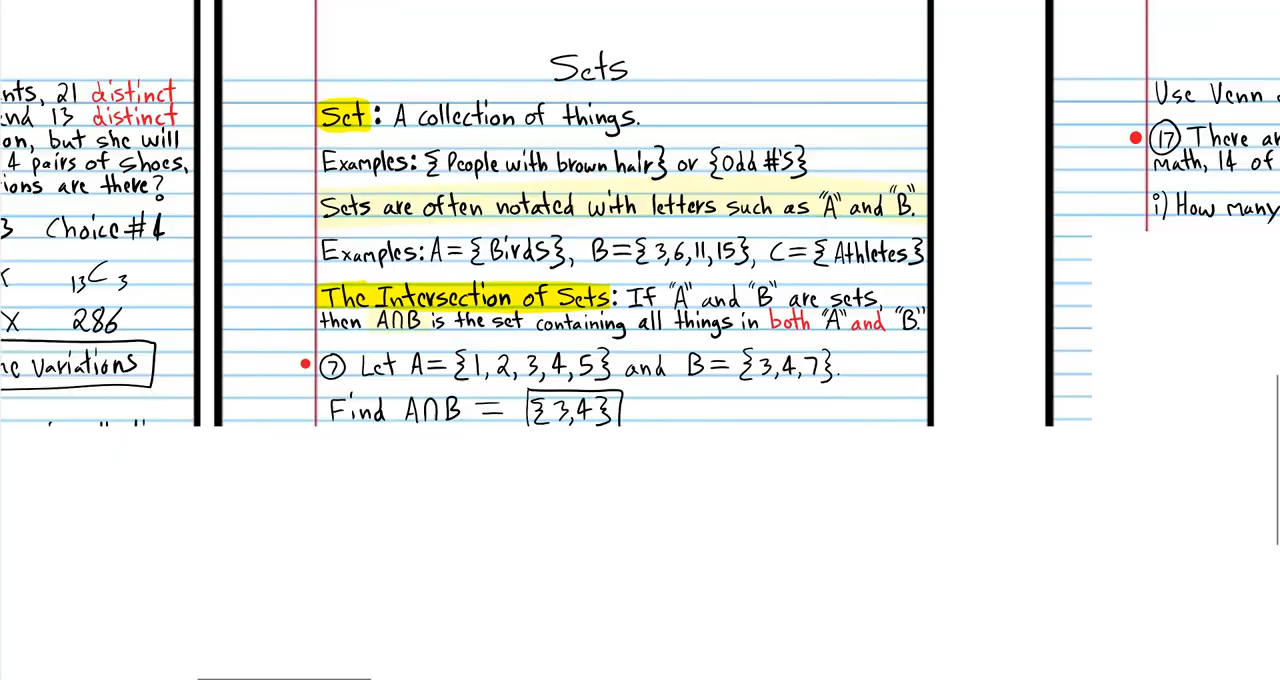 nts, 21 distinct
nd 13 distinct
on, but she will
4 pairs of shoes,
ions are there?
3 Choice #4
13C3
X 286
ne variations
Sets
Set: A collection of things.
Examples: {People with brown hair} or {Odd #'s}
Sets are often notated with letters such as "A" and "B".
Examples: A = {Birds}, B = {3,6,11,15}, C = {Athletes}
The Intersection of Sets: If "A" and "B" are sets,
then A∩B is the set containing all things in both "A" and "B".
⑦ Let A = {1, 2, 3, 4, 5} and B = {3,4,7}.
Find A∩B = {3,4}
Use Venn
⑰ There ar
math, 14 of
i) How many